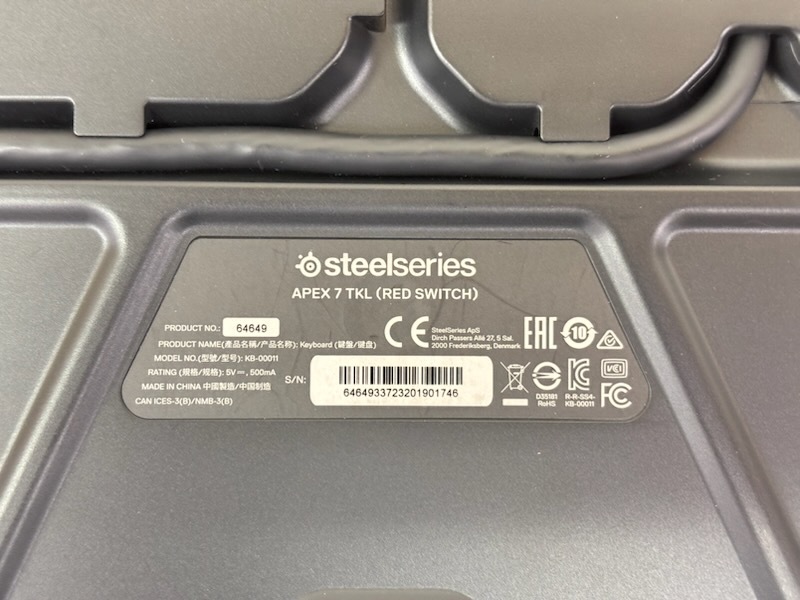 steelseries
APEX 7 TKL (RED SWITCH)
PRODUCT NO.: 64649
PRODUCT NAME(產品名稱/产品名称): Keyboard (鍵盤/键盘)
MODEL NO.(型號/型号): KB-00011
RATING (規格/规格): 5V⎓, 500mA
MADE IN CHINA 中國製造/中国制造
CAN ICES-3(B)/NMB-3(B)
S/N:
6464933723201901746
CE
SteelSeries ApS
Dirch Passers Allé 27, 5 Sal.
2000 Frederiksberg, Denmark
EAC
10
D35181
RoHS
R-R-SS4-
KB-00011
VCI
FC